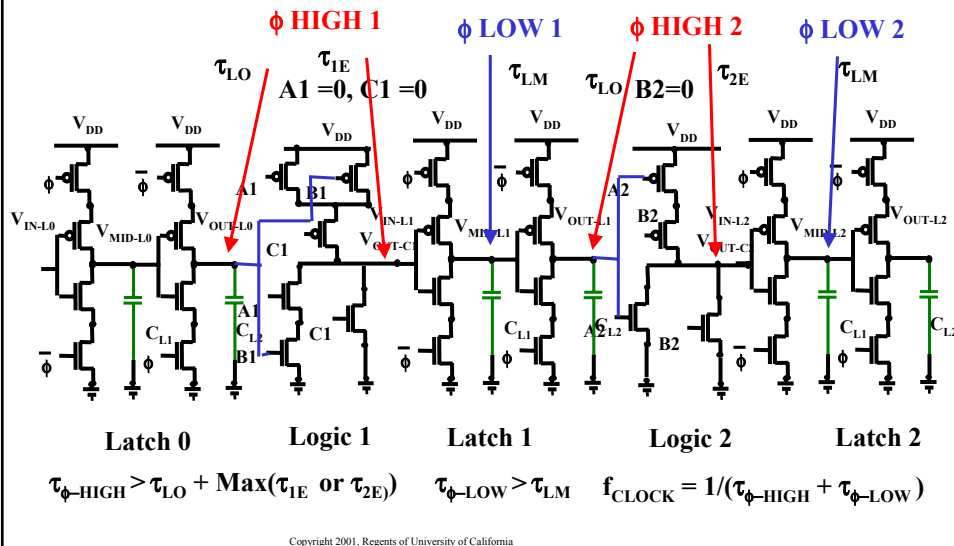 ϕ HIGH 1 ϕ LOW 1 ϕ HIGH 2 ϕ LOW 2
τLO τ1E τLM τLO τ2E τLM
A1 =0, C1 =0 B2=0
VDD VDD VDD VDD VDD VDD VDD VDD
ϕ ϕ̅ ϕ ϕ̅ ϕ ϕ̅
A1 B1 A2
VIN-L0 VMID-L0 VOUT-L0 C1 VIN-L1 VMID-L1 VOUT-L1 B2 VIN-L2 VMID-L2 VOUT-L2
VOUT-C1 VOUT-C2
A1 C1
CL1 CL2 CL1 CL2 A2 CL1 CL2
B1 B2
ϕ̅ ϕ ϕ̅ ϕ ϕ̅ ϕ
Latch 0 Logic 1 Latch 1 Logic 2 Latch 2
τϕ–HIGH > τLO + Max(τ1E or τ2E)) τϕ–LOW > τLM fCLOCK = 1/(τϕ–HIGH + τϕ–LOW )
Copyright 2001, Regents of University of California